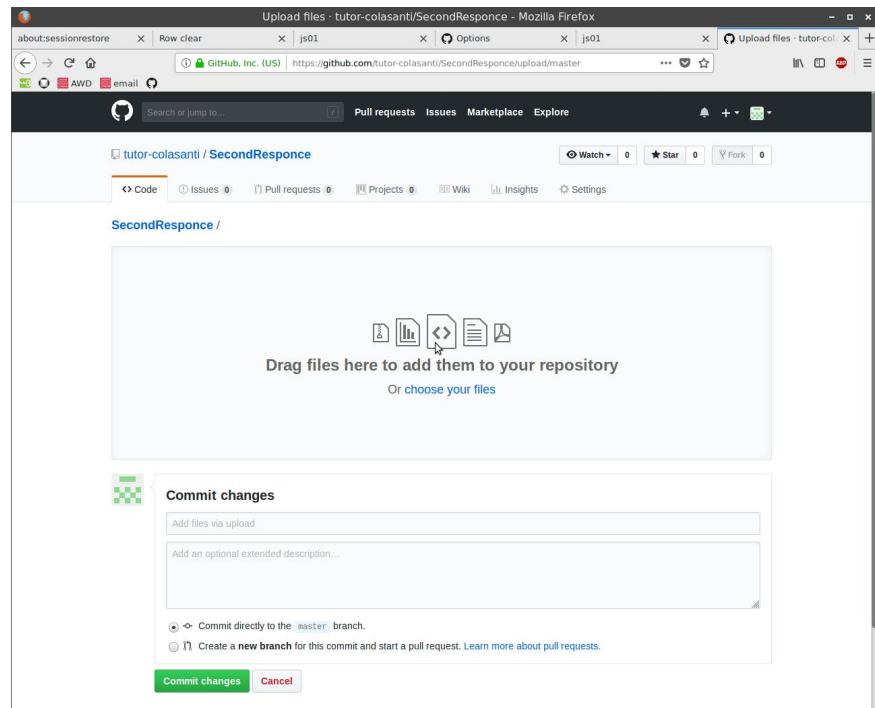 Upload files · tutor-colasanti/SecondResponce - Mozilla Firefox
about:sessionrestore Row clear js01 Options js01 Upload files · tutor-col
GitHub, Inc. (US) https://github.com/tutor-colasanti/SecondResponce/upload/master
AWD email
Search or jump to... / Pull requests Issues Marketplace Explore
tutor-colasanti / SecondResponce Watch 0 Star 0 Fork 0
Code Issues 0 Pull requests 0 Projects 0 Wiki Insights Settings
SecondResponce /
Drag files here to add them to your repository
Or choose your files
Commit changes
Add files via upload
Add an optional extended description...
Commit directly to the master branch.
Create a new branch for this commit and start a pull request. Learn more about pull requests.
Commit changes Cancel